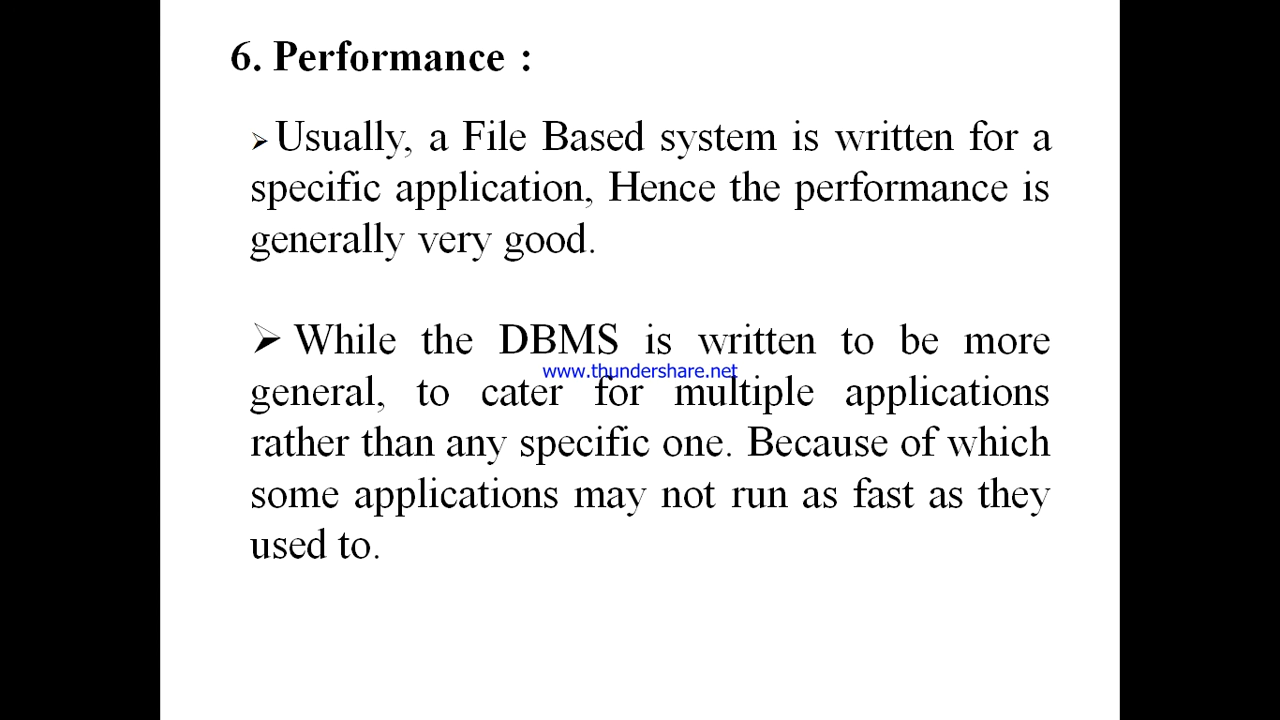 6. Performance :
➢ Usually, a File Based system is written for a
specific application, Hence the performance is
generally very good.
➢ While the DBMS is written to be more
www.thundershare.net
general, to cater for multiple applications
rather than any specific one. Because of which
some applications may not run as fast as they
used to.